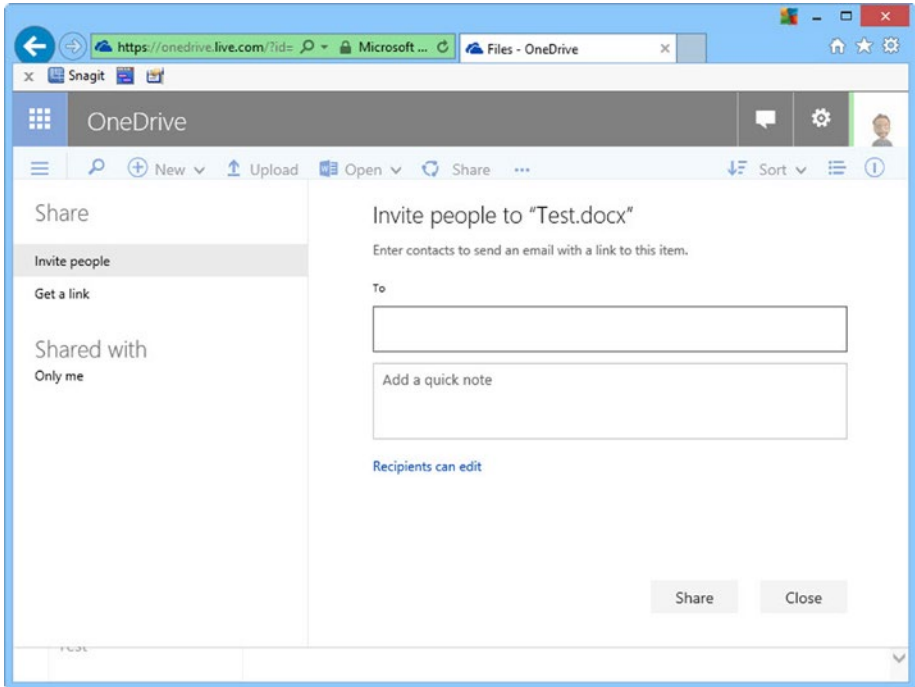 https://onedrive.live.com/?id= Microsoft ... Files - OneDrive
x Snagit
OneDrive
New Upload Open Share ... Sort
Share
Invite people
Get a link
Shared with
Only me
Invite people to “Test.docx”
Enter contacts to send an email with a link to this item.
To
Add a quick note
Recipients can edit
Share Close
Test